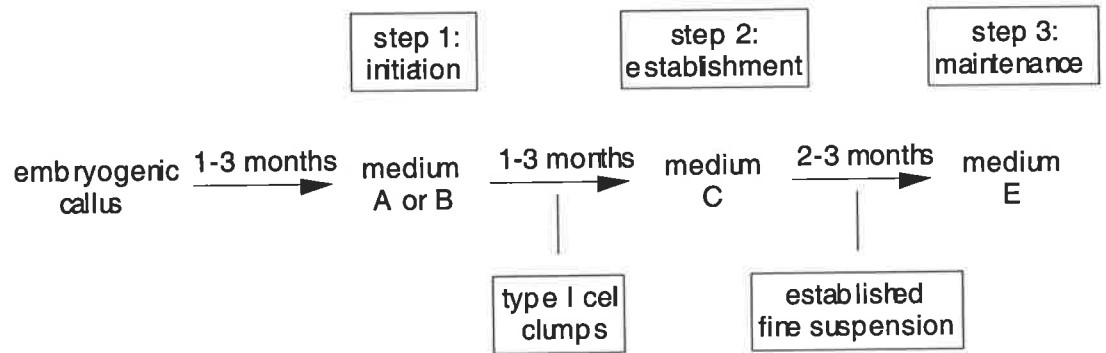 step 1:
initiation
step 2:
establishment
step 3:
maintenance
embryogenic
callus
1-3 months
medium
A or B
1-3 months
medium
C
2-3 months
medium
E
type I cel
clumps
established
fine suspension